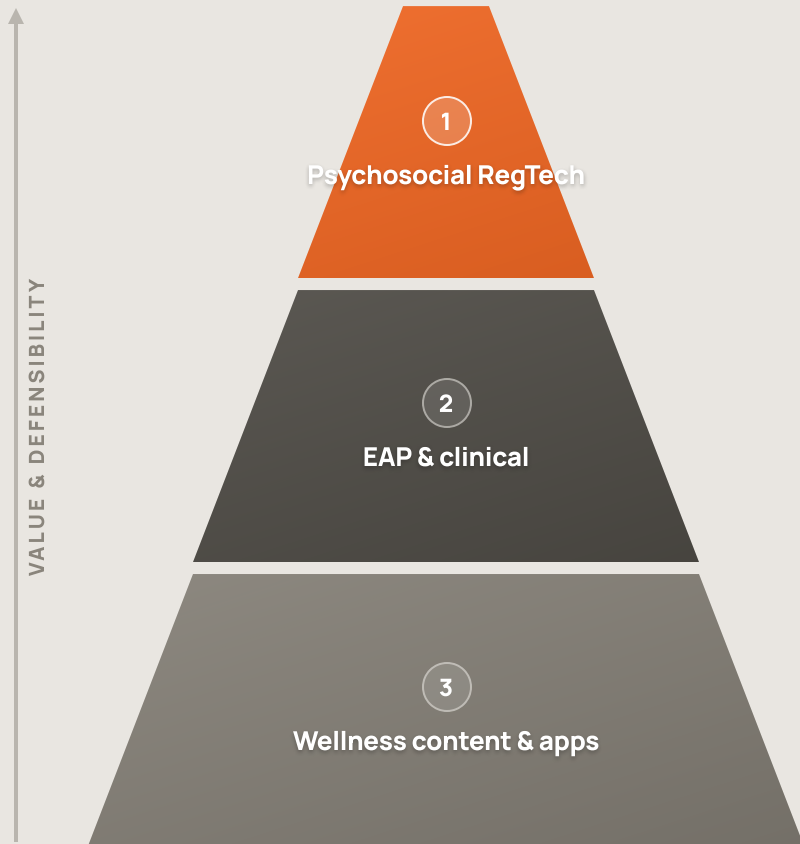 1
Psychosocial RegTech
VALUE & DEFENSIBILITY
2
EAP & clinical
3
Wellness content & apps